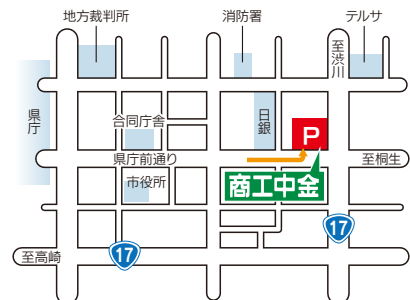 地方裁判所
消防署
テルサ
至渋川
県庁
合同庁舎
日銀
P
県庁前通り
至桐生
市役所
商工中金
17
17
至高崎